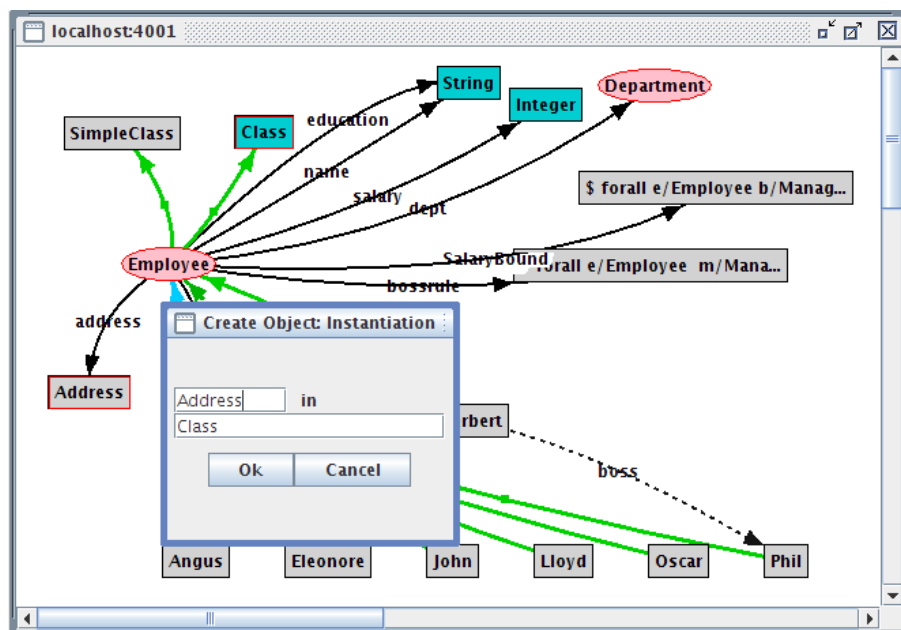 localhost:4001
String
Department
Integer
SimpleClass
Class
education
name
$ forall e/Employee b/Manag...
salary
dept
Employee
SalaryBound
forall e/Employee m/Mana...
bossrule
address
Create Object: Instantiation
Address
Address in
Class
rbert
Ok Cancel
boss
Angus Eleonore John Lloyd Oscar Phil